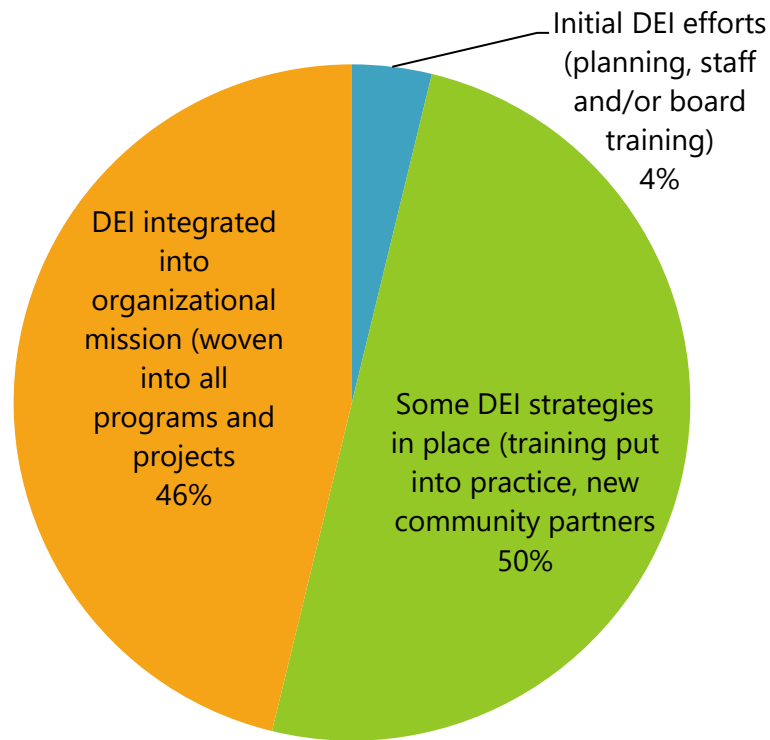 Initial DEI efforts
(planning, staff
and/or board
training)
4%
DEI integrated
into
organizational
mission (woven
into all
programs and
projects
46%
Some DEI strategies
in place (training put
into practice, new
community partners
50%